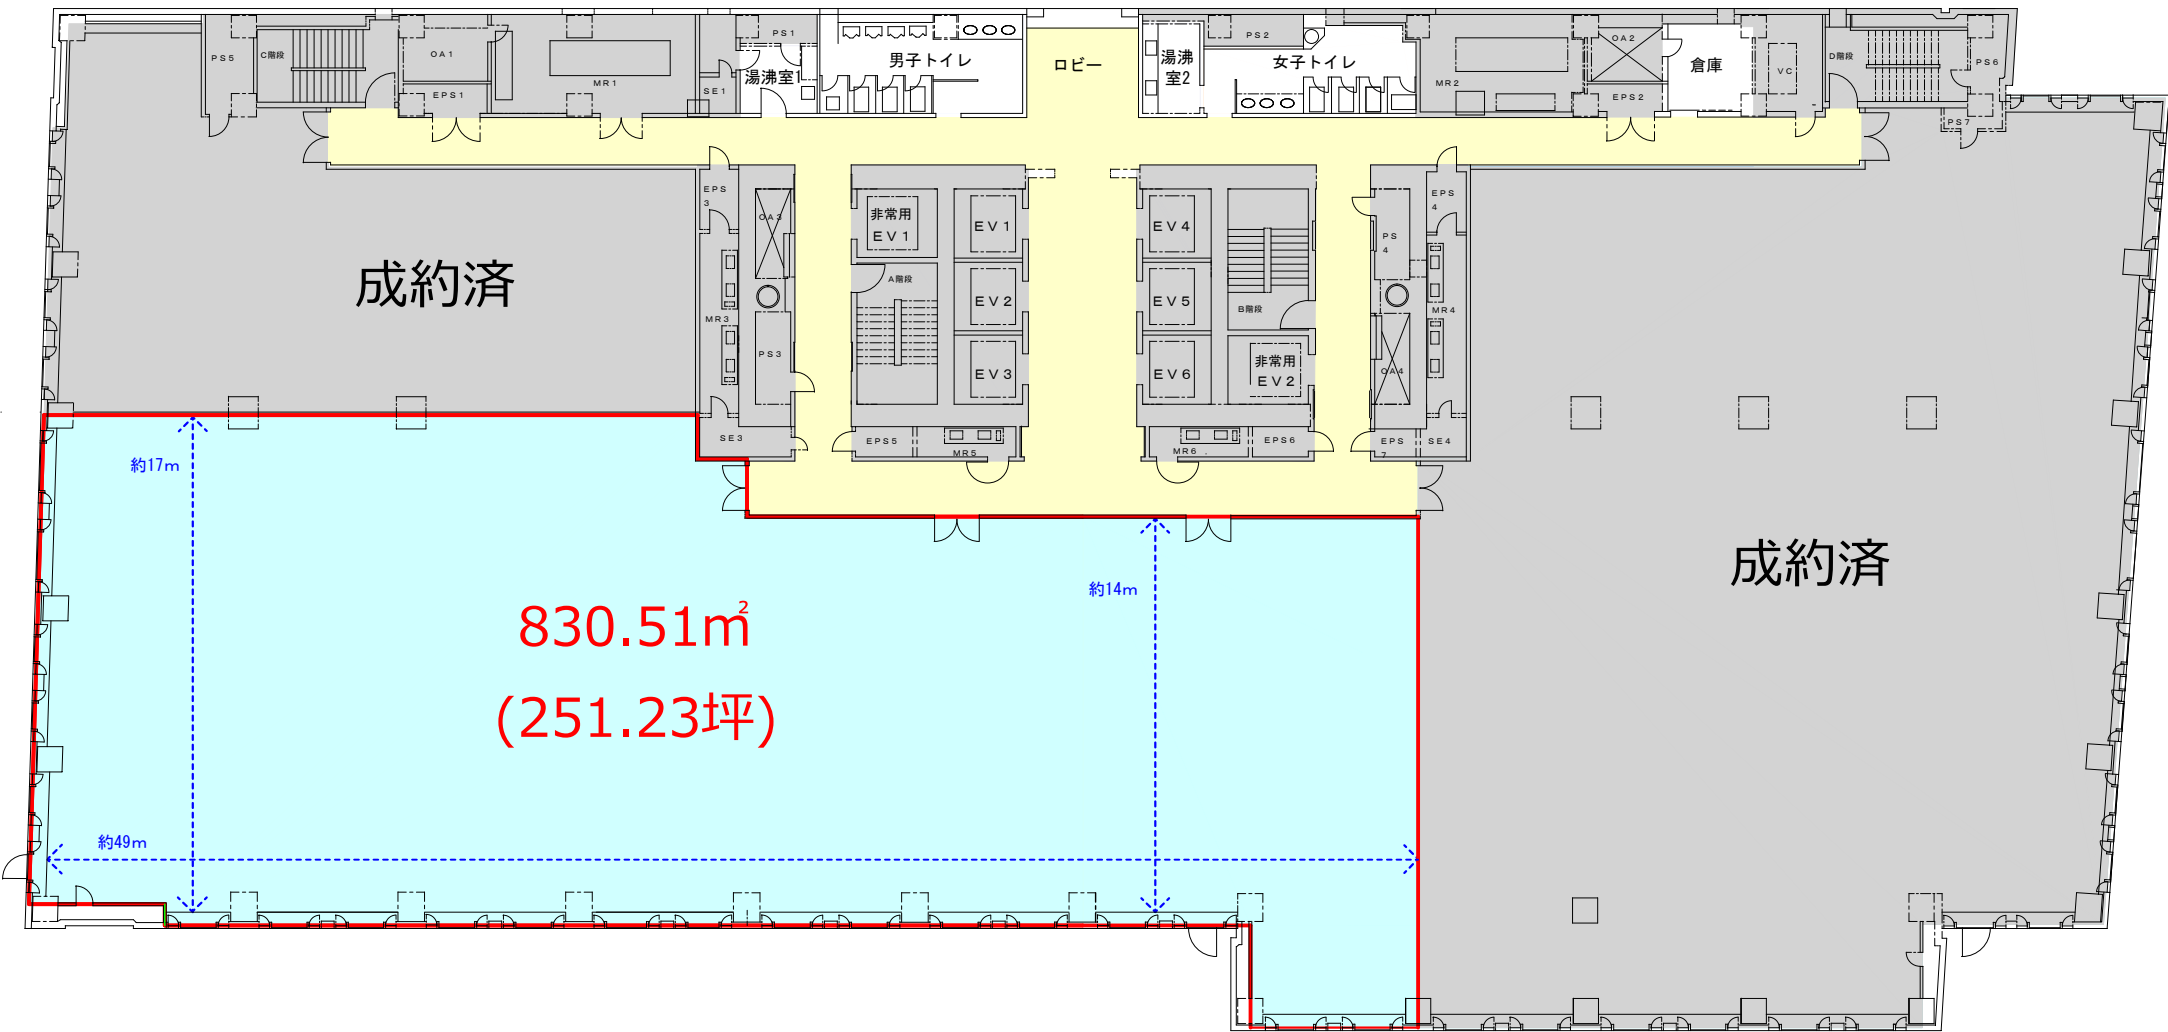 PS5
C階段
OA1
EPS1
MR1
SE1
PS1
湯沸室1
男子トイレ
ロビー
湯沸
室2
PS2
女子トイレ
MR2
OA2
EPS2
倉庫
VC
D階段
PS6
PS7
EPS
3
OA3
MR3
PS3
SE3
非常用
EV1
A階段
EV1
EV2
EV3
EPS5
MR5
EV4
EV5
EV6
B階段
非常用
EV2
MR6
EPS6
PS
4
OA4
EPS
4
MR4
EPS
7
SE4
成約済
成約済
約17m
約14m
約49m
830.51㎡
(251.23坪)